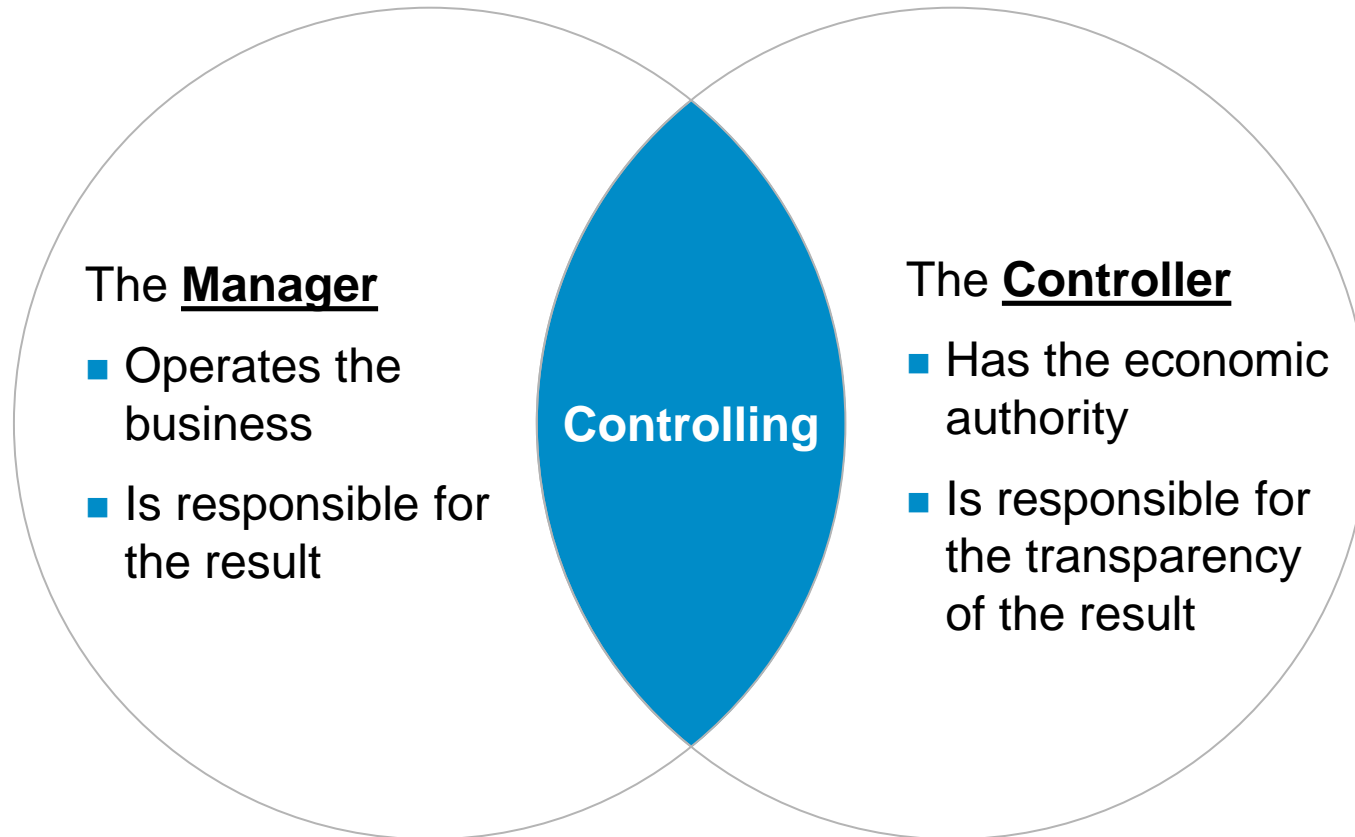 The Manager
■ Operates the
business
■ Is responsible for
the result
Controlling
The Controller
■ Has the economic
authority
■ Is responsible for
the transparency
of the result